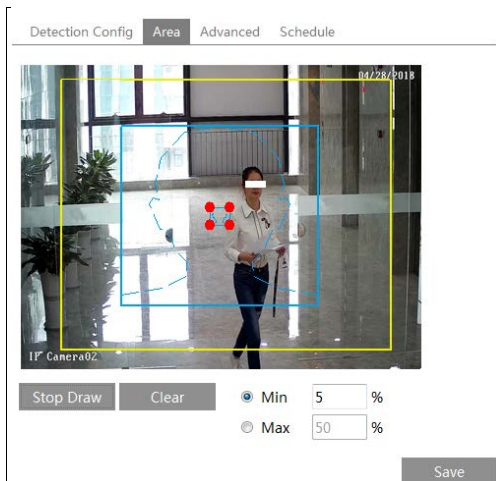 Detection Config Area Advanced Schedule
04/28/2018
IP Camera02
Stop Draw Clear Min 5 %
Max 50 %
Save